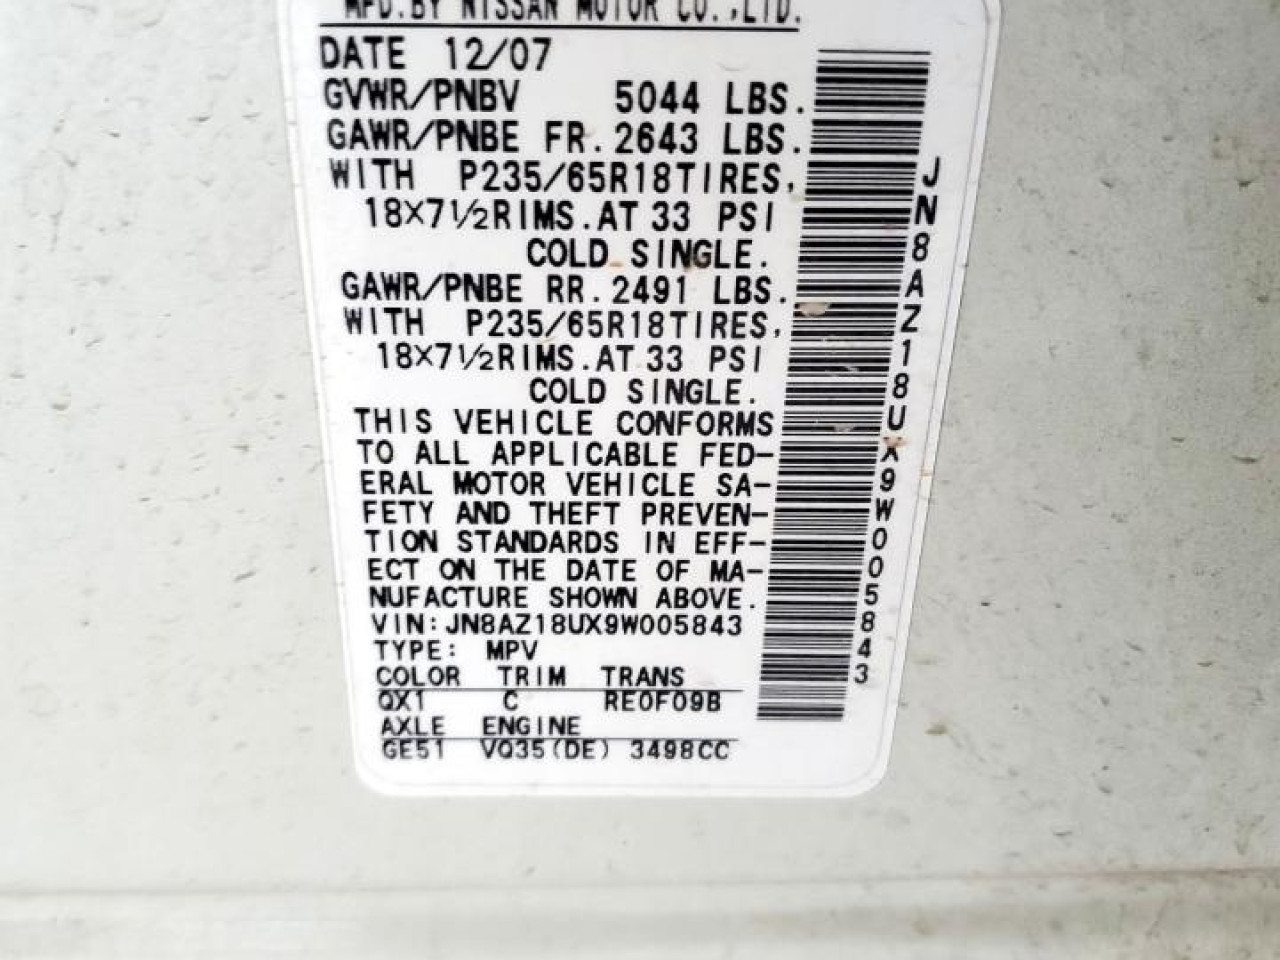 MFD.BY NISSAN MOTOR CO.,LTD.
DATE 12/07
GVWR/PNBV 5044 LBS.
GAWR/PNBE FR. 2643 LBS.
WITH P235/65R18TIRES,
18×7½RIMS.AT 33 PSI
COLD SINGLE.
GAWR/PNBE RR. 2491 LBS.
WITH P235/65R18TIRES,
18×7½RIMS.AT 33 PSI
COLD SINGLE.
THIS VEHICLE CONFORMS
TO ALL APPLICABLE FED-
ERAL MOTOR VEHICLE SA-
FETY AND THEFT PREVEN-
TION STANDARDS IN EFF-
ECT ON THE DATE OF MA-
NUFACTURE SHOWN ABOVE.
VIN:JN8AZ18UX9W005843
TYPE: MPV
COLOR TRIM TRANS
QX1 C RE0F09B
AXLE ENGINE
GE51 VQ35(DE) 3498CC
JN8AZ18UX9W005843